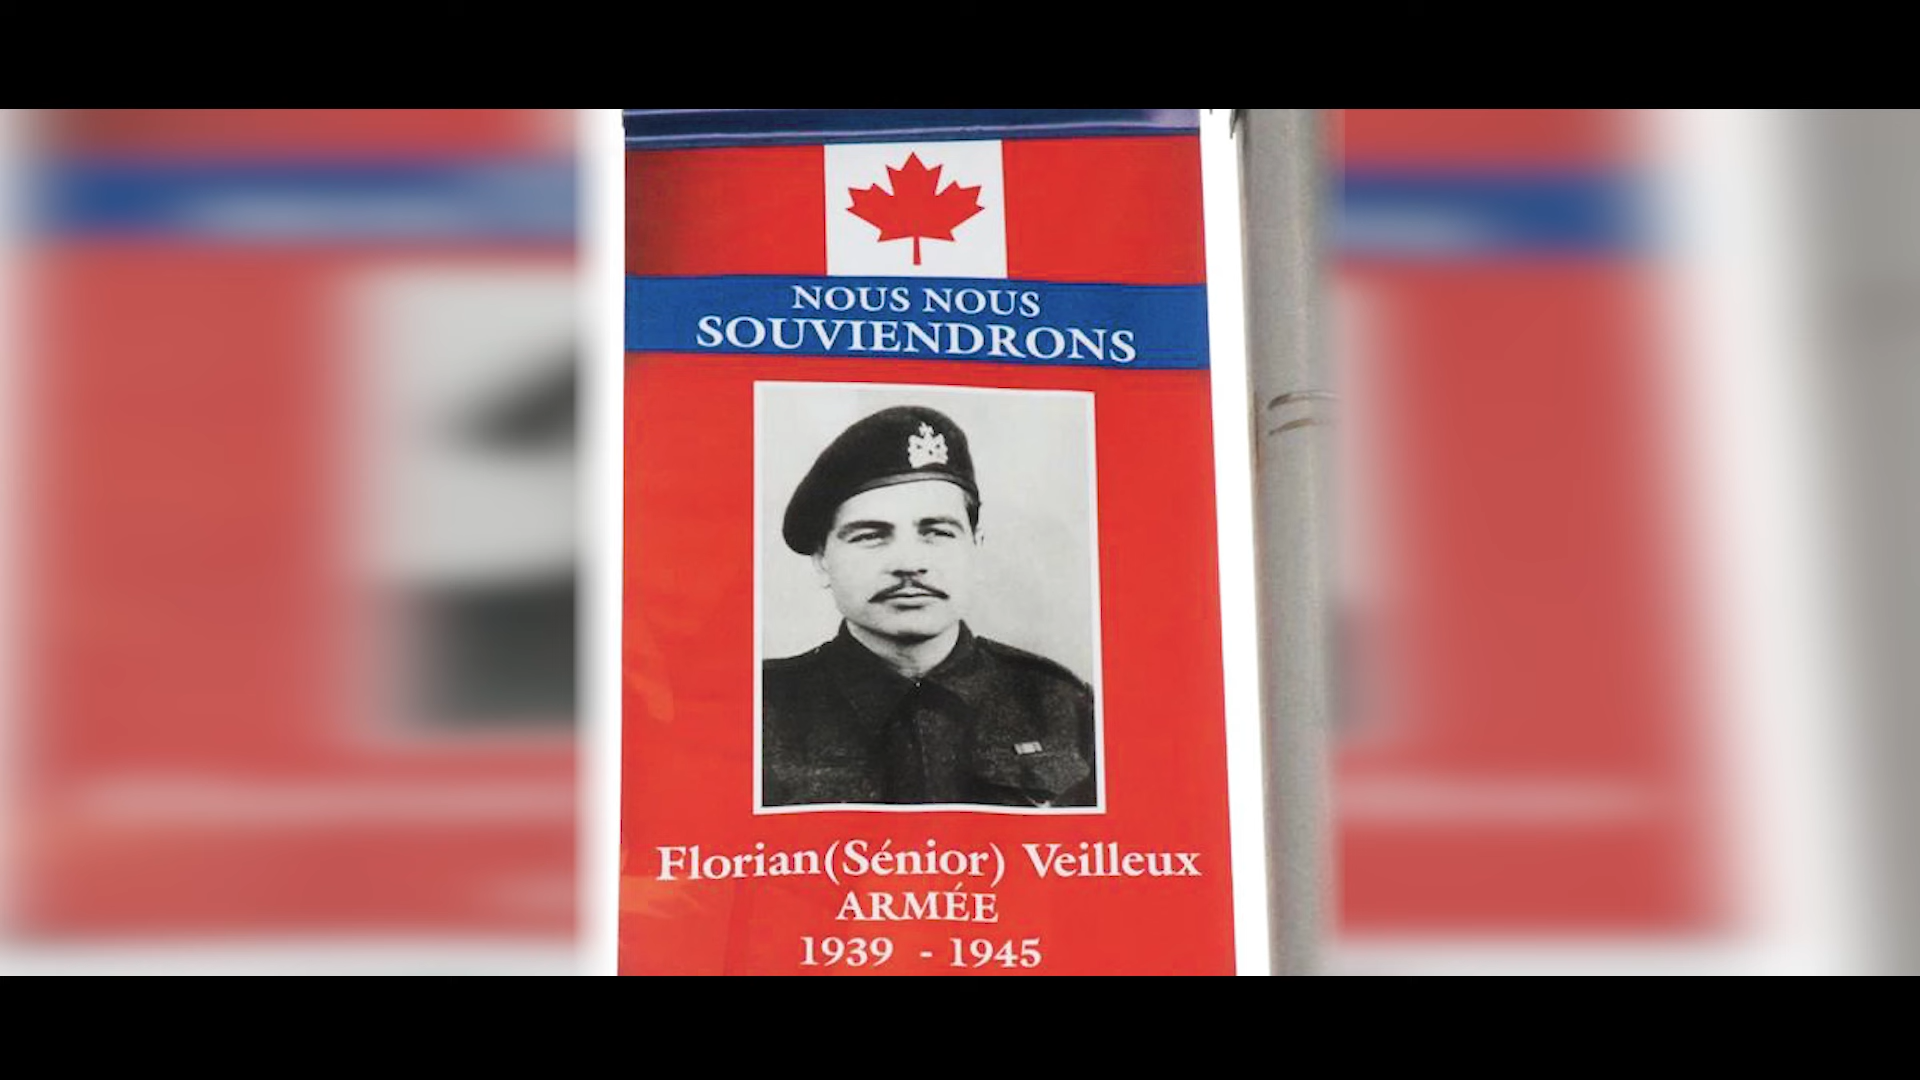 NOUS NOUS
SOUVIENDRONS
Florian(Sénior) Veilleux
ARMÉE
1939 - 1945